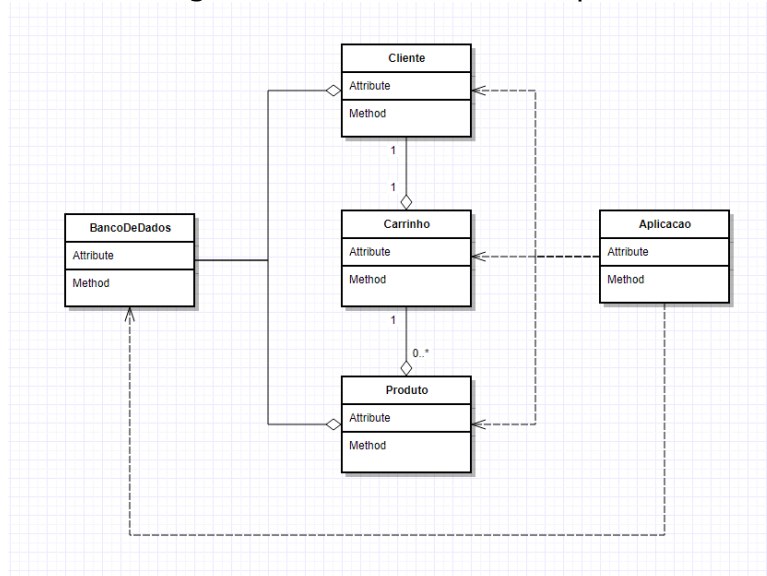 Cliente
Attribute
Method
1
1
BancoDeDados
Attribute
Method
Carrinho
Attribute
Method
Aplicacao
Attribute
Method
1
0..*
Produto
Attribute
Method